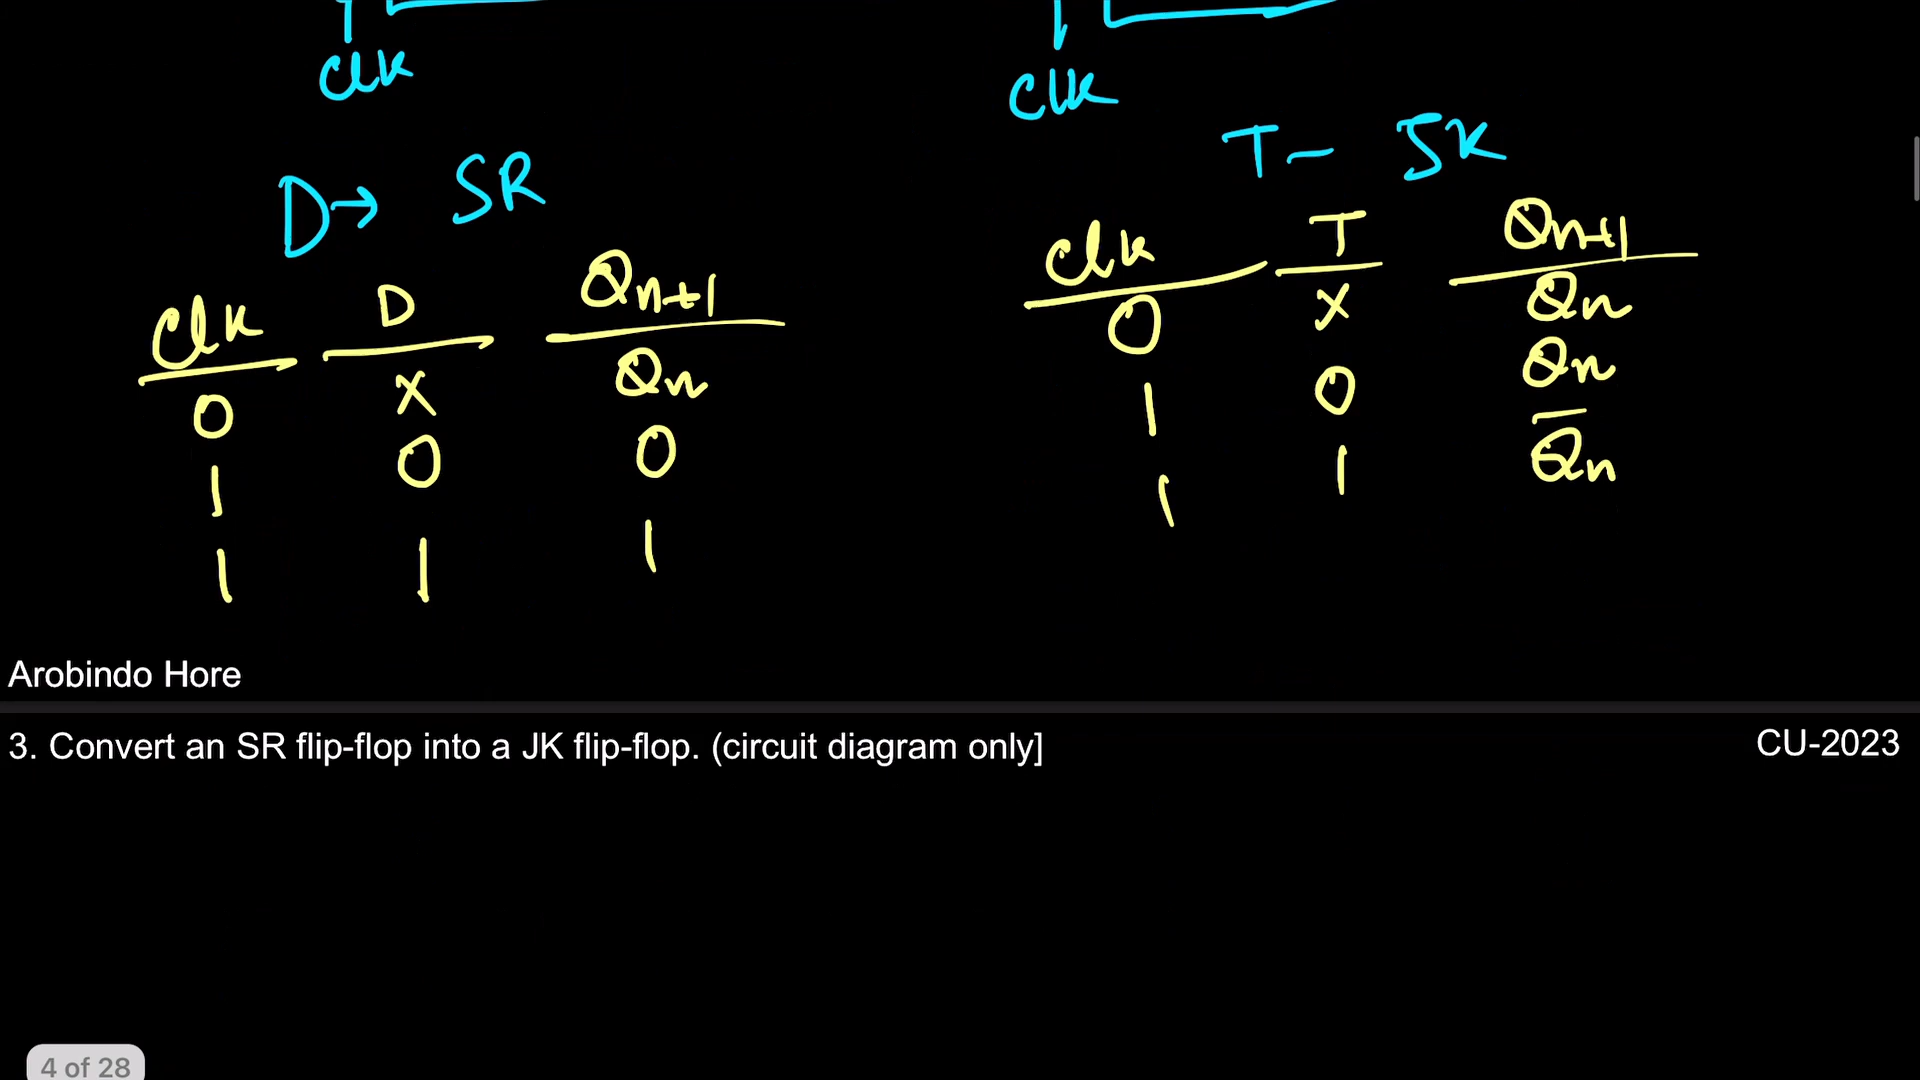 Clk
Clk
D→ SR
T- JK
Clk D Qn+1
0 X Qn
1 0 0
1 1 1
Clk T Qn+1
0 X Qn
1 0 Qn
1 1 Q̅n
Arobindo Hore
3. Convert an SR flip-flop into a JK flip-flop. (circuit diagram only] CU-2023
4 of 28